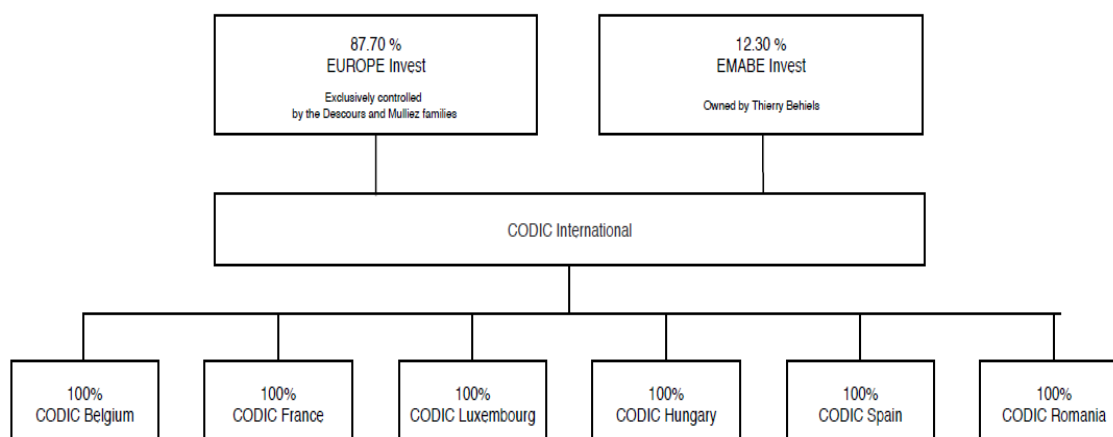 87.70 %
EUROPE Invest
Exclusively controlled
by the Descours and Mulliez families
12.30 %
EMABE Invest
Owned by Thierry Behiels
CODIC International
100%
CODIC Belgium
100%
CODIC France
100%
CODIC Luxembourg
100%
CODIC Hungary
100%
CODIC Spain
100%
CODIC Romania